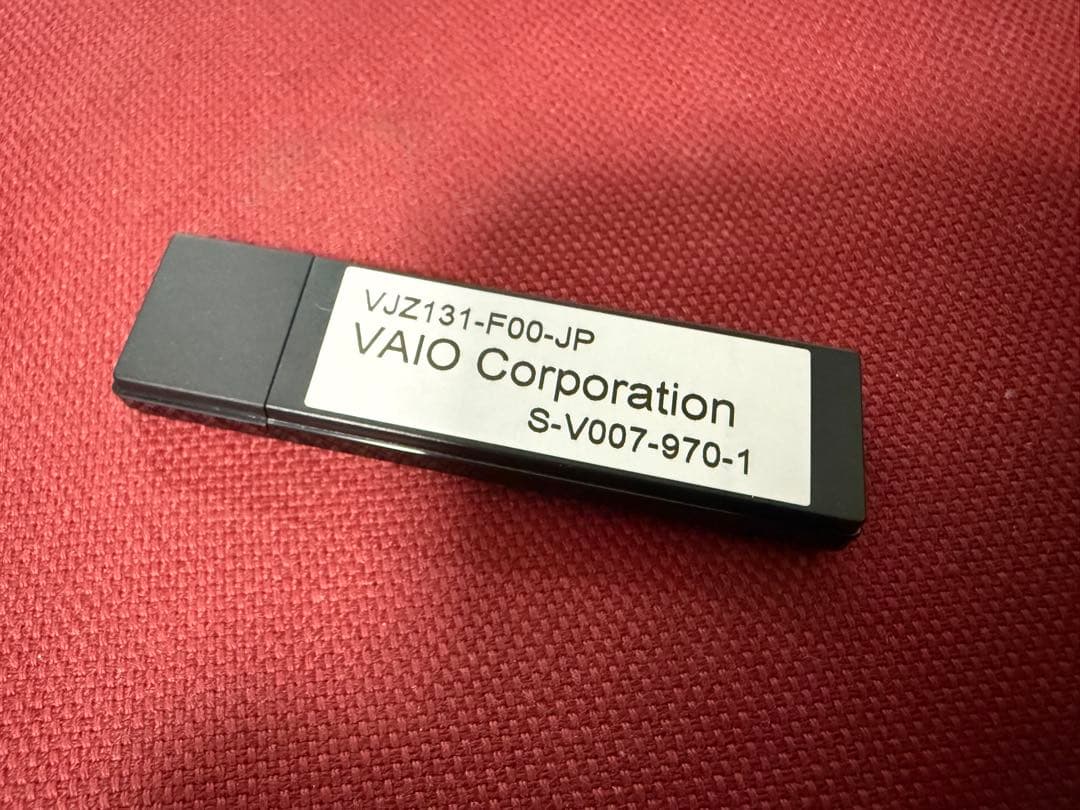 VJZ131-F00-JP
VAIO Corporation
S-V007-970-1